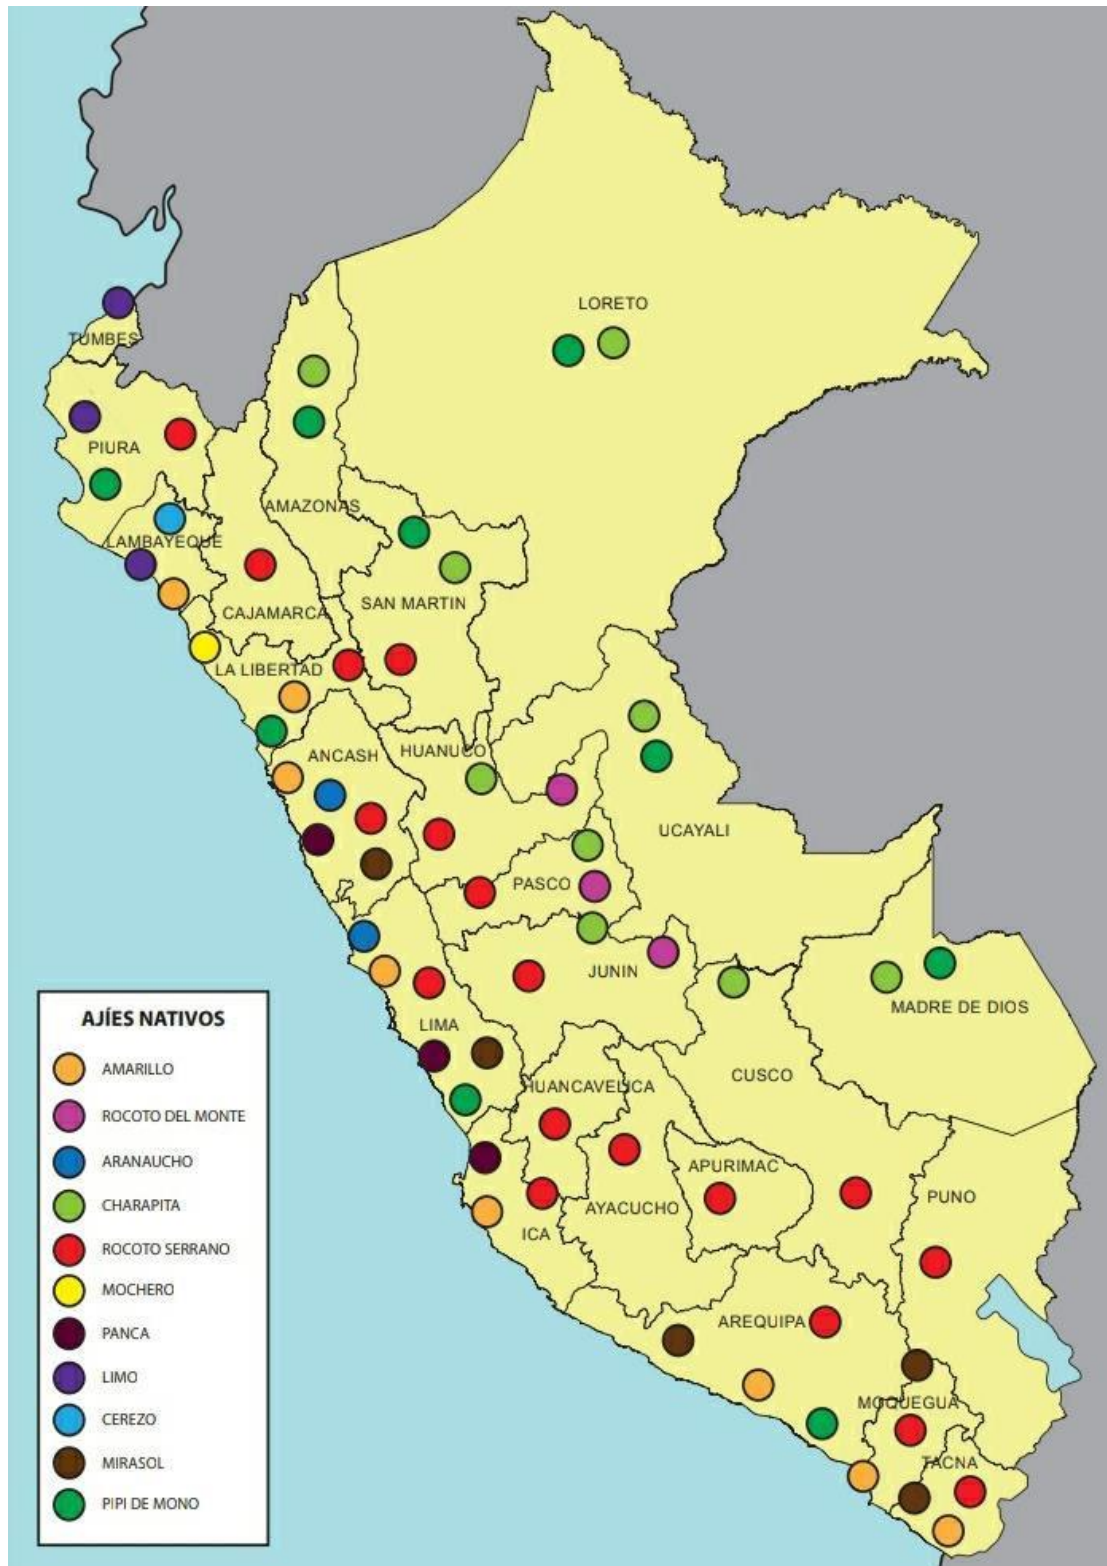 LORETO
TUMBES
PIURA
AMAZONAS
LAMBAYEQUE
SAN MARTIN
CAJAMARCA
LA LIBERTAD
HUANUCO
ANCASH
UCAYALI
PASCO
JUNIN
MADRE DE DIOS
LIMA
CUSCO
HUANCAVELICA
APURIMAC
PUNO
AYACUCHO
ICA
AREQUIPA
MOQUEGUA
TACNA
AJÍES NATIVOS
AMARILLO
ROCOTO DEL MONTE
ARANAUCHO
CHARAPITA
ROCOTO SERRANO
MOCHERO
PANCA
LIMO
CEREZO
MIRASOL
PIPI DE MONO